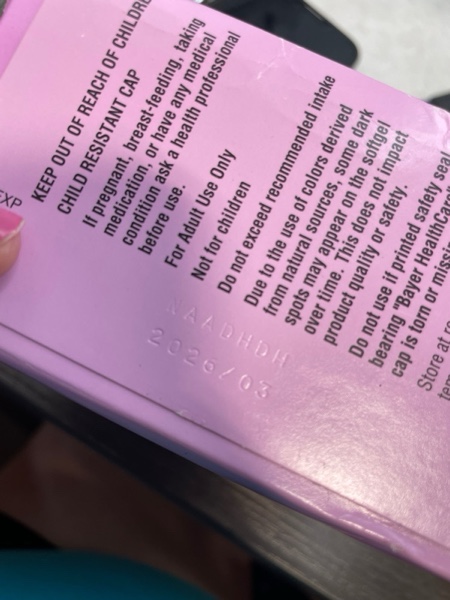 KEEP OUT OF REACH OF CHILDRE
CHILD RESISTANT CAP
If pregnant, breast-feeding, taking
medication, or have any medical
condition ask a health professional
before use.
For Adult Use Only
Not for children
Do not exceed recommended intake
Due to the use of colors derived
from natural sources, some dark
spots may appear on the softgel
over time. This does not impact
product quality or safety.
Do not use if printed safety seal
bearing "Bayer HealthCar
cap is torn or missi
Store at
EXP
NAADHDH
2026/03